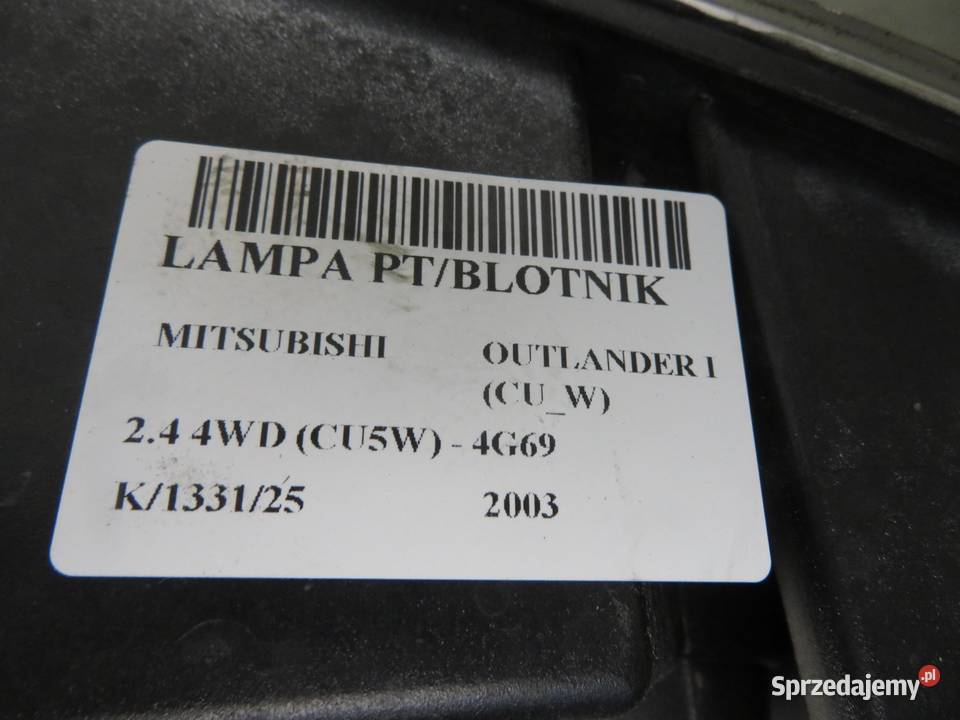 LAMPA PT/BLOTNIK
MITSUBISHI OUTLANDER I
(CU_W)
2.4 4WD (CU5W) - 4G69
K/1331/25 2003
Sprzedajemy.pl